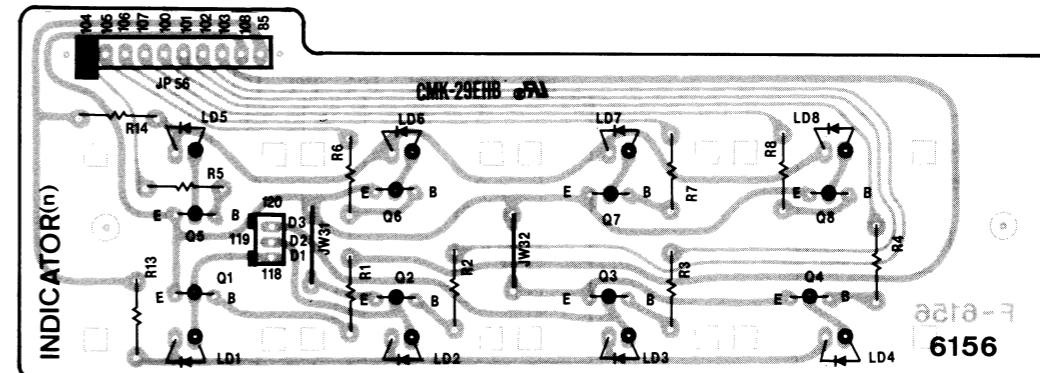 104 105 106 107 100 101 102 103 108 85
JP56
CMK-29EHB
R14
LD5
R6
LD6
LD7
R8
LD8
R5
E B
Q5
E B
Q6
E B
Q7
R7
E B
Q8
INDICATOR(n)
120
119
118
D3
D2
D1
JW31
JW32
R13
Q1
E B
R1
Q2
E B
R2
Q3
E B
R3
Q4
E B
R4
F-6156
6156
LD1
LD2
LD3
LD4